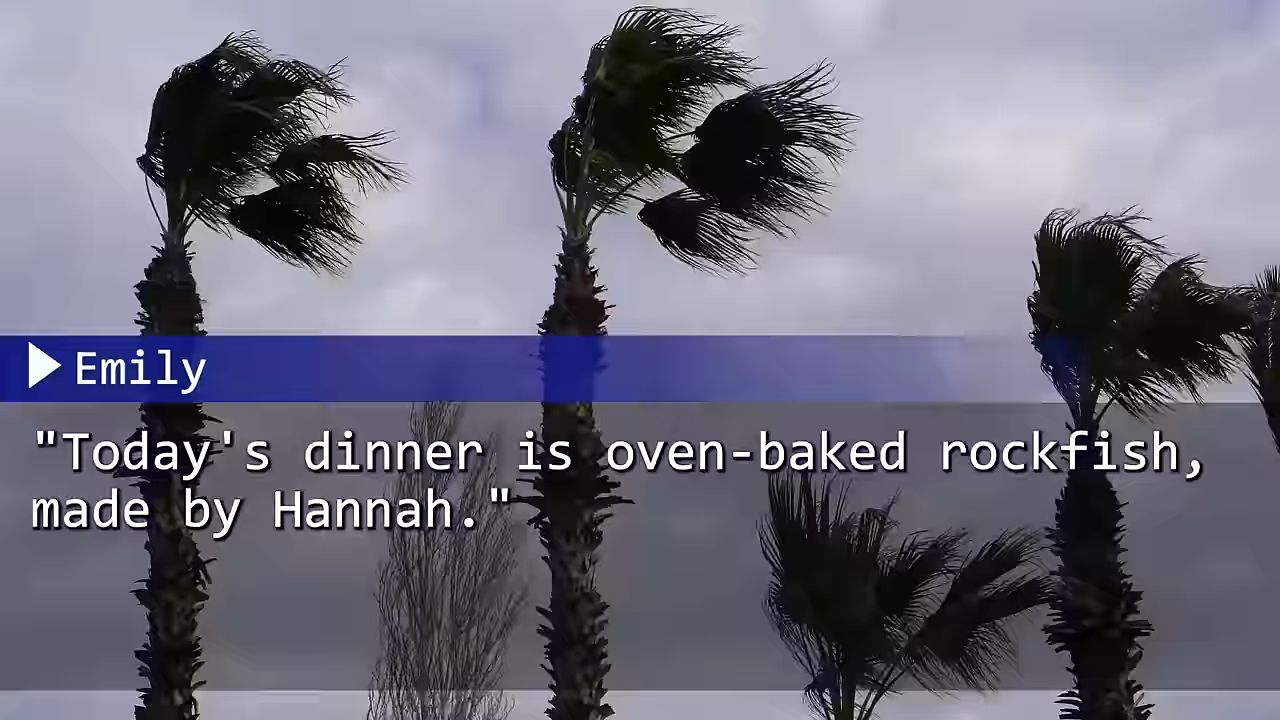 Emily
"Today's dinner is oven-baked rockfish,
made by Hannah."